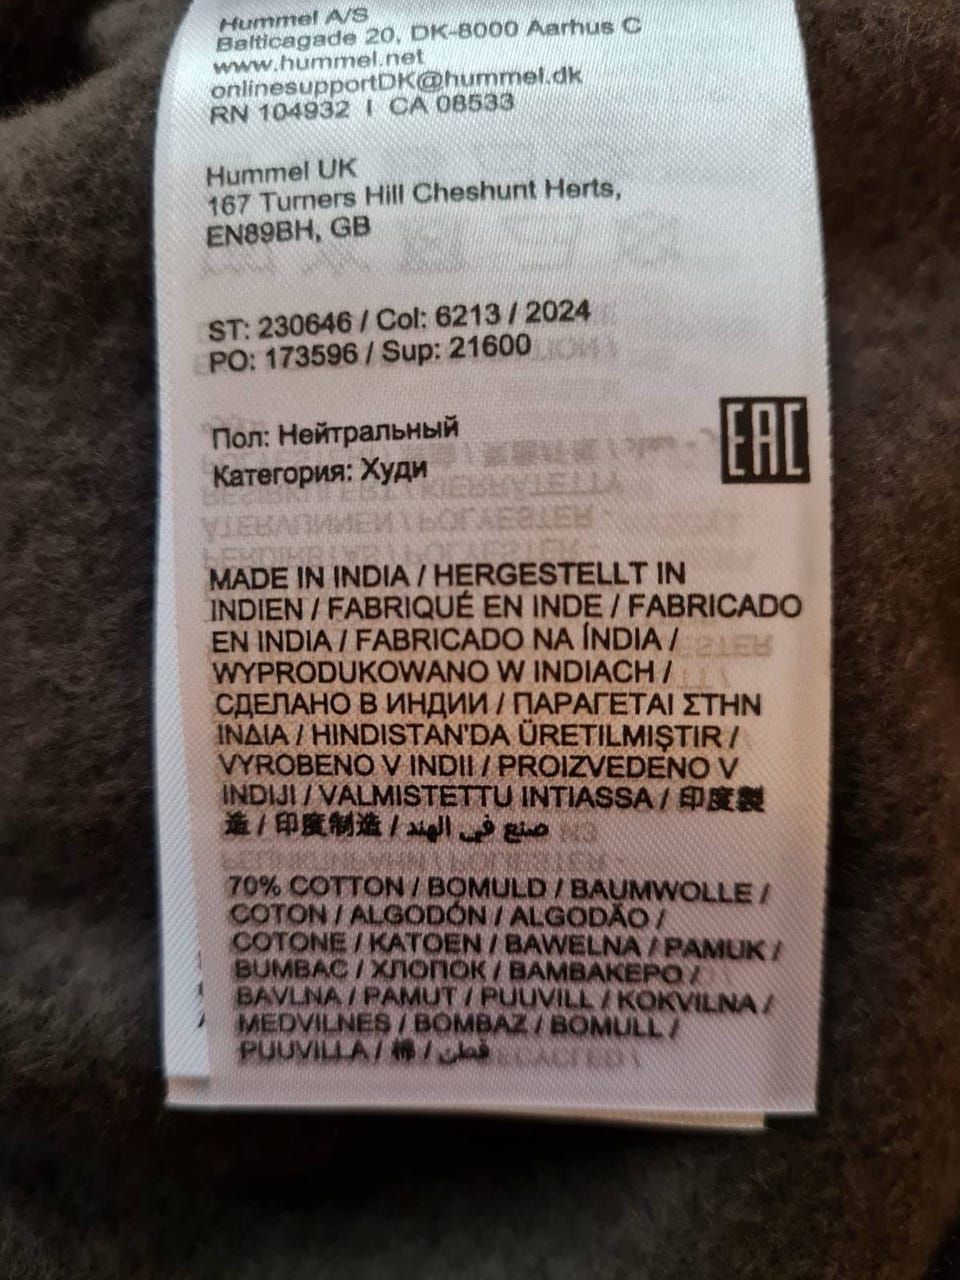 Hummel A/S
Balticagade 20, DK-8000 Aarhus C
www.hummel.net
onlinesupportDK@hummel.dk
RN 104932 I CA 08533
Hummel UK
167 Turners Hill Cheshunt Herts,
EN89BH, GB
ST: 230646 / Col: 6213 / 2024
PO: 173596 / Sup: 21600
Пол: Нейтральный
Категория: Худи
EAC
MADE IN INDIA / HERGESTELLT IN
INDIEN / FABRIQUÉ EN INDE / FABRICADO
EN INDIA / FABRICADO NA ÍNDIA /
WYPRODUKOWANO W INDIACH /
СДЕЛАНО В ИНДИИ / ΠΑΡΑΓΕΤΑΙ ΣΤΗΝ
ΙΝΔΙΑ / HINDISTAN'DA ÜRETILMIŞTIR /
VYROBENO V INDII / PROIZVEDENO V
INDIJI / VALMISTETTU INTIASSA / 印度製
造 / 印度制造 / صنع في الهند
70% COTTON / BOMULD / BAUMWOLLE /
COTON / ALGODÓN / ALGODÃO /
COTONE / KATOEN / BAWELNA / PAMUK /
BUMBAC / ХЛОПОК / ΒΑΜΒΑΚΕΡΟ /
BAVLNA / PAMUT / PUUVILL / KOKVILNA /
MEDVILNES / BOMBAZ / BOMULL /
PUUVILLA / 棉 / قطن